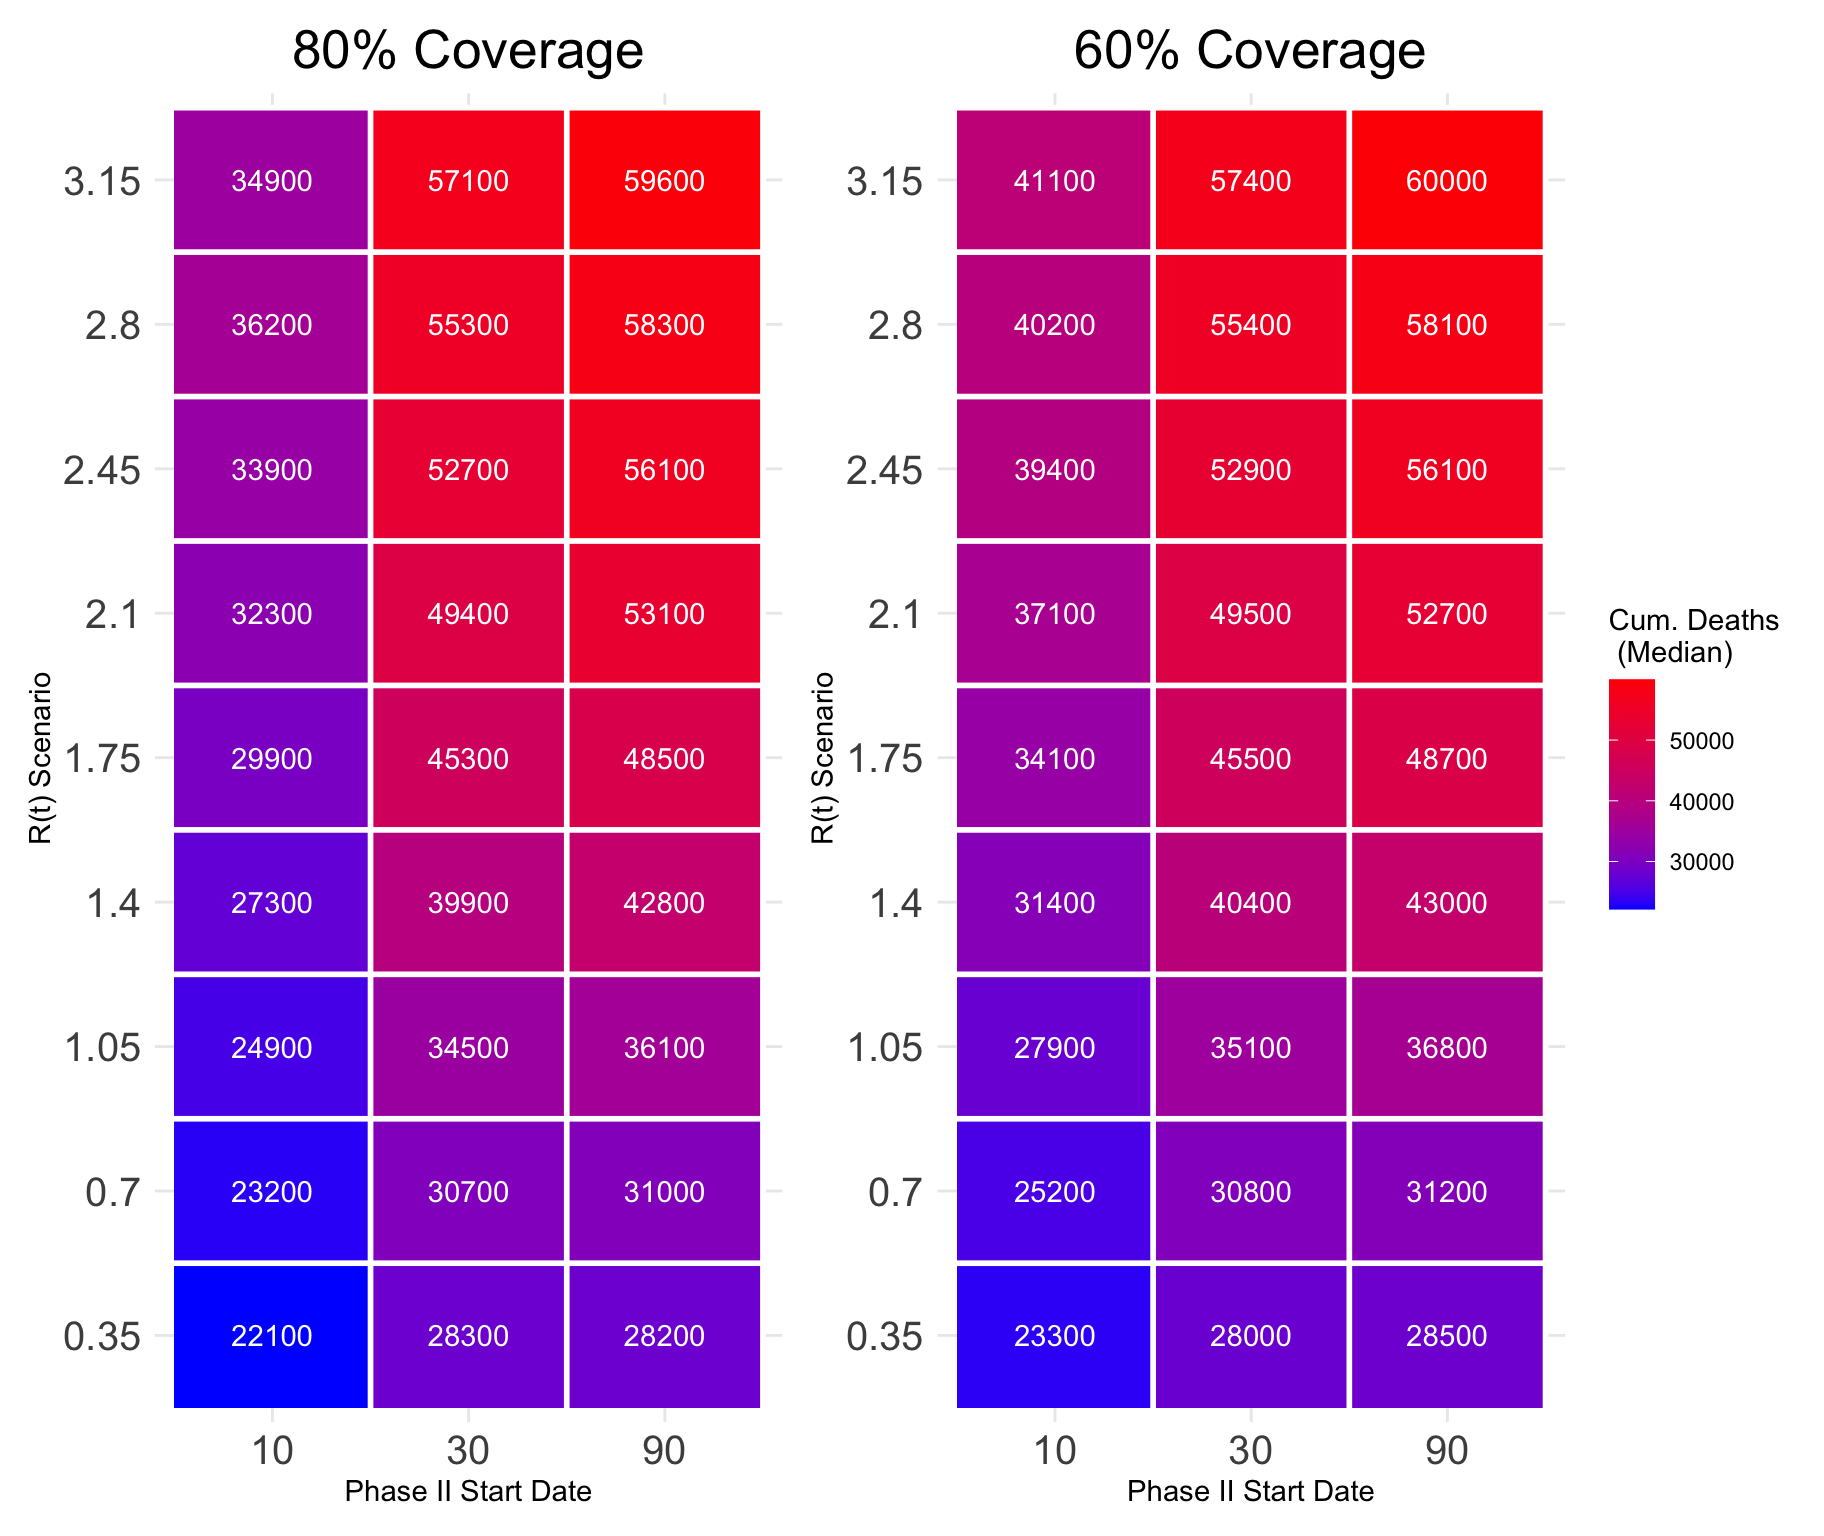 80% Coverage
60% Coverage
3.15 34900 57100 59600
3.15 41100 57400 60000
2.8 36200 55300 58300
2.8 40200 55400 58100
2.45 33900 52700 56100
2.45 39400 52900 56100
2.1 32300 49400 53100
2.1 37100 49500 52700
1.75 29900 45300 48500
1.75 34100 45500 48700
1.4 27300 39900 42800
1.4 31400 40400 43000
1.05 24900 34500 36100
1.05 27900 35100 36800
0.7 23200 30700 31000
0.7 25200 30800 31200
0.35 22100 28300 28200
0.35 23300 28000 28500
10 30 90
10 30 90
Phase II Start Date
Phase II Start Date
R(t) Scenario
R(t) Scenario
Cum. Deaths
(Median)
50000
40000
30000